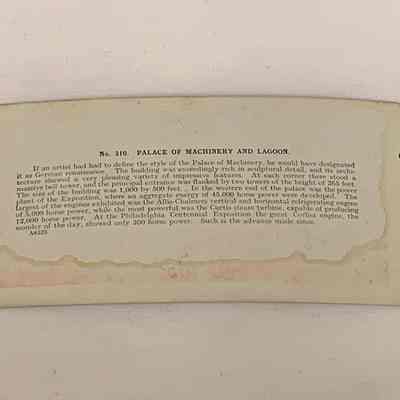 No. 310. PALACE OF MACHINERY AND LAGOON.
If an artist had had to define the style of the Palace of Machinery, he would have designated
it as German renaissance. The building was exceedingly rich in sculptural detail, and its archi-
tecture showed a very pleasing variety of impressive features. At each corner there stood a
massive bell tower, and the principal entrance was flanked by two towers of the height of 265 feet.
The size of the building was 1,000 by 500 feet. In the western end of the palace was the power
plant of the Exposition, where an aggregate energy of 45,000 horse power were developed. The
largest of the engines exhibited was the Allis-Chalmers vertical and horizontal reciprocating engine
of 5,000 horse power, while the most powerful was the Curtis steam turbine, capable of producing
12,000 horse power. At the Philadelphia Centennial Exposition the great Corliss engine, the
wonder of the day, showed only 300 horse power. Such is the advance made since.